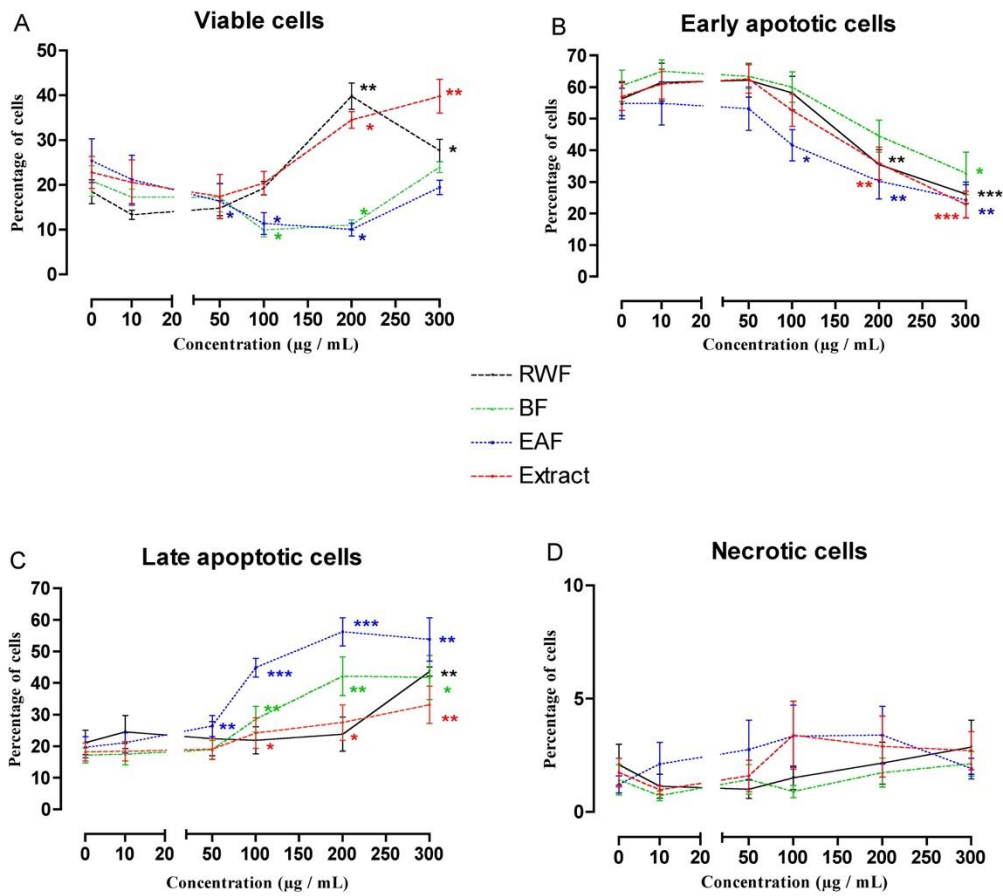 A
Viable cells
50
40
30
20
10
0
Percentage of cells
**
**
*
*
*
*
*
*
*
0 10 20 50 100 150 200 250 300
Concentration (µg / mL)
B
Early apototic cells
70
60
50
40
30
20
10
0
Percentage of cells
*
**
**
**
*
***
***
**
0 10 20 50 100 150 200 250 300
Concentration (µg / mL)
RWF
BF
EAF
Extract
C
Late apoptotic cells
70
60
50
40
30
20
10
0
Percentage of cells
***
**
***
**
**
*
**
**
*
*
**
0 10 20 50 100 150 200 250 300
Concentration (µg / mL)
D
Necrotic cells
10
5
0
Percentage of cells
0 10 20 50 100 150 200 250 300
Concentration (µg / mL)